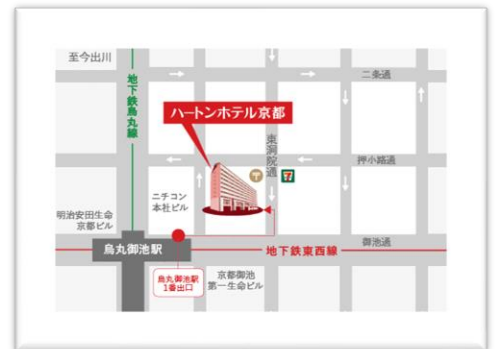 至今出川
二条通
地下鉄烏丸線
ハートンホテル京都
東洞院通
〒
7
押小路通
ニチコン
本社ビル
明治安田生命
京都ビル
烏丸御池駅
地下鉄東西線
御池通
烏丸御池駅
1番出口
京都御池
第一生命ビル